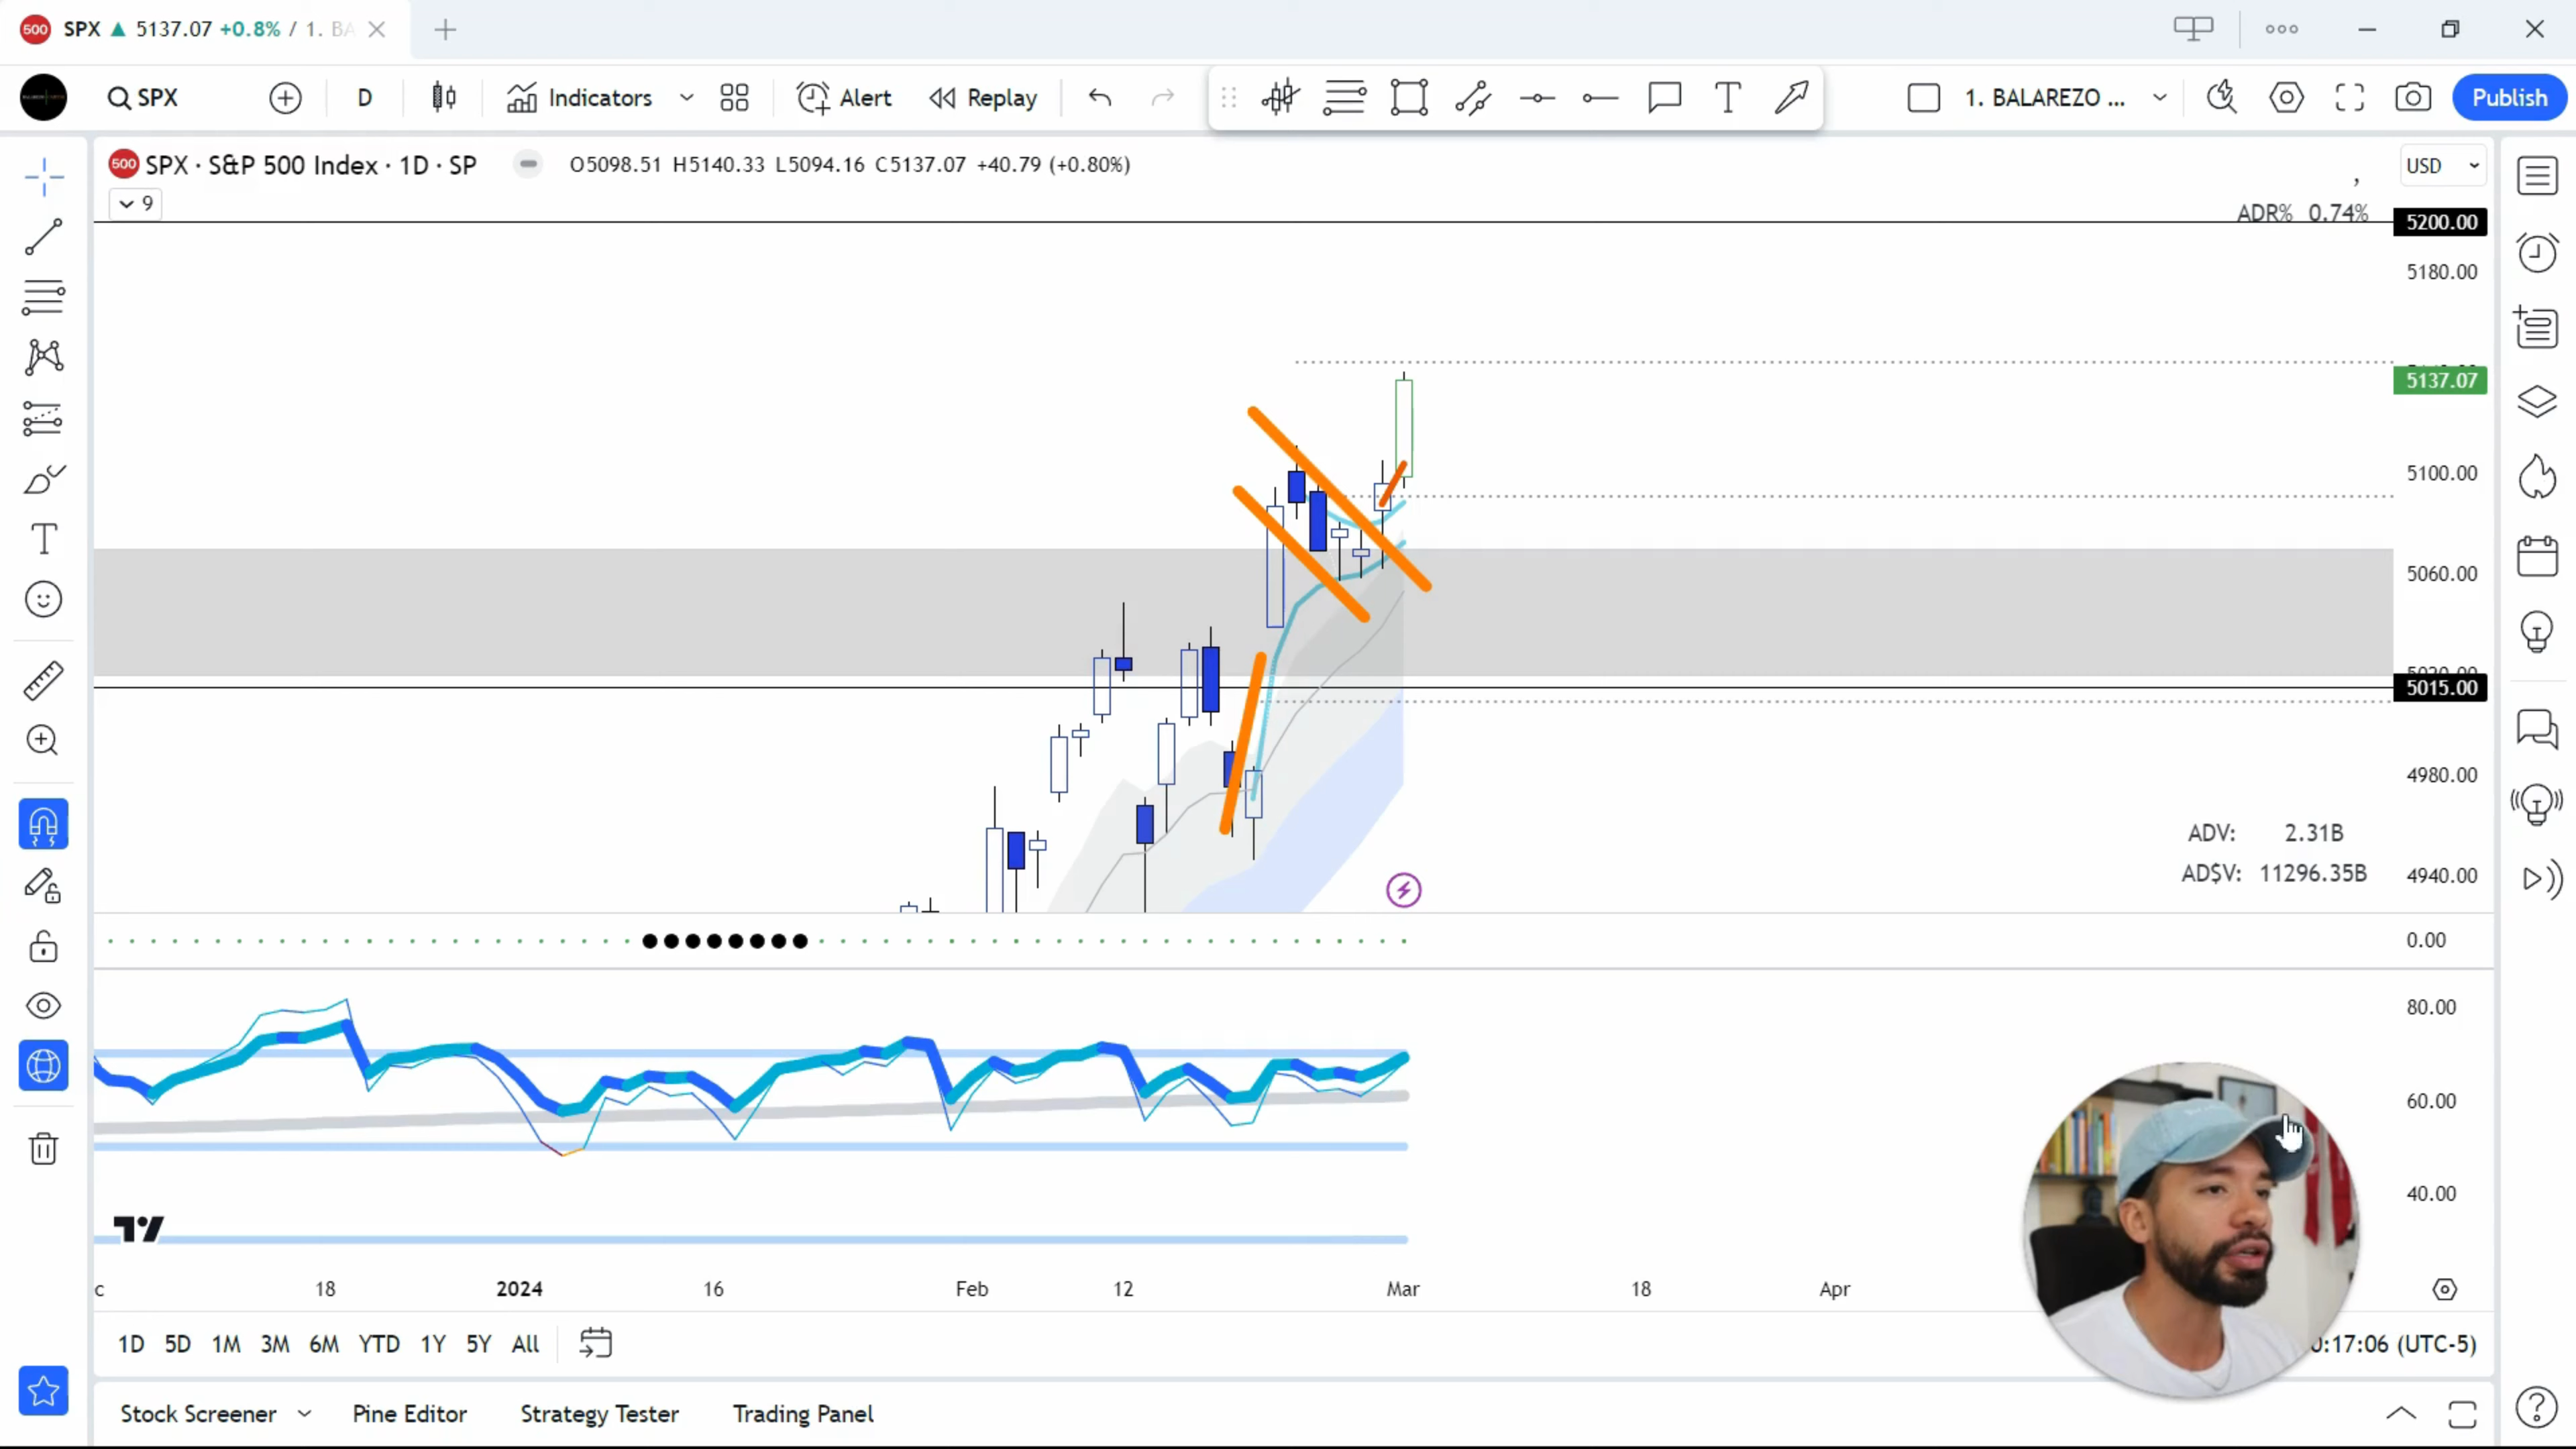 500 SPX 5137.07 +0.8% / 1. BA
SPX D Indicators Alert Replay 1. BALAREZO ... Publish
500 SPX · S&P 500 Index · 1D · SP O5098.51 H5140.33 L5094.16 C5137.07 +40.79 (+0.80%) USD
9
ADR% 0.74%
5200.00
5180.00
5137.07
5100.00
5060.00
5015.00
4980.00
ADV: 2.31B
AD$V: 11296.35B
4940.00
0.00
80.00
60.00
40.00
c 18 2024 16 Feb 12 Mar 18 Apr
1D 5D 1M 3M 6M YTD 1Y 5Y All :17:06 (UTC-5)
Stock Screener Pine Editor Strategy Tester Trading Panel